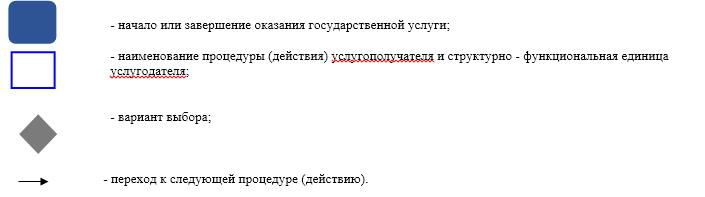 - начало или завершение оказания государственной услуги;
- наименование процедуры (действия) услугополучателя и структурно - функциональная единица
услугодателя;
- вариант выбора;
- переход к следующей процедуре (действию).